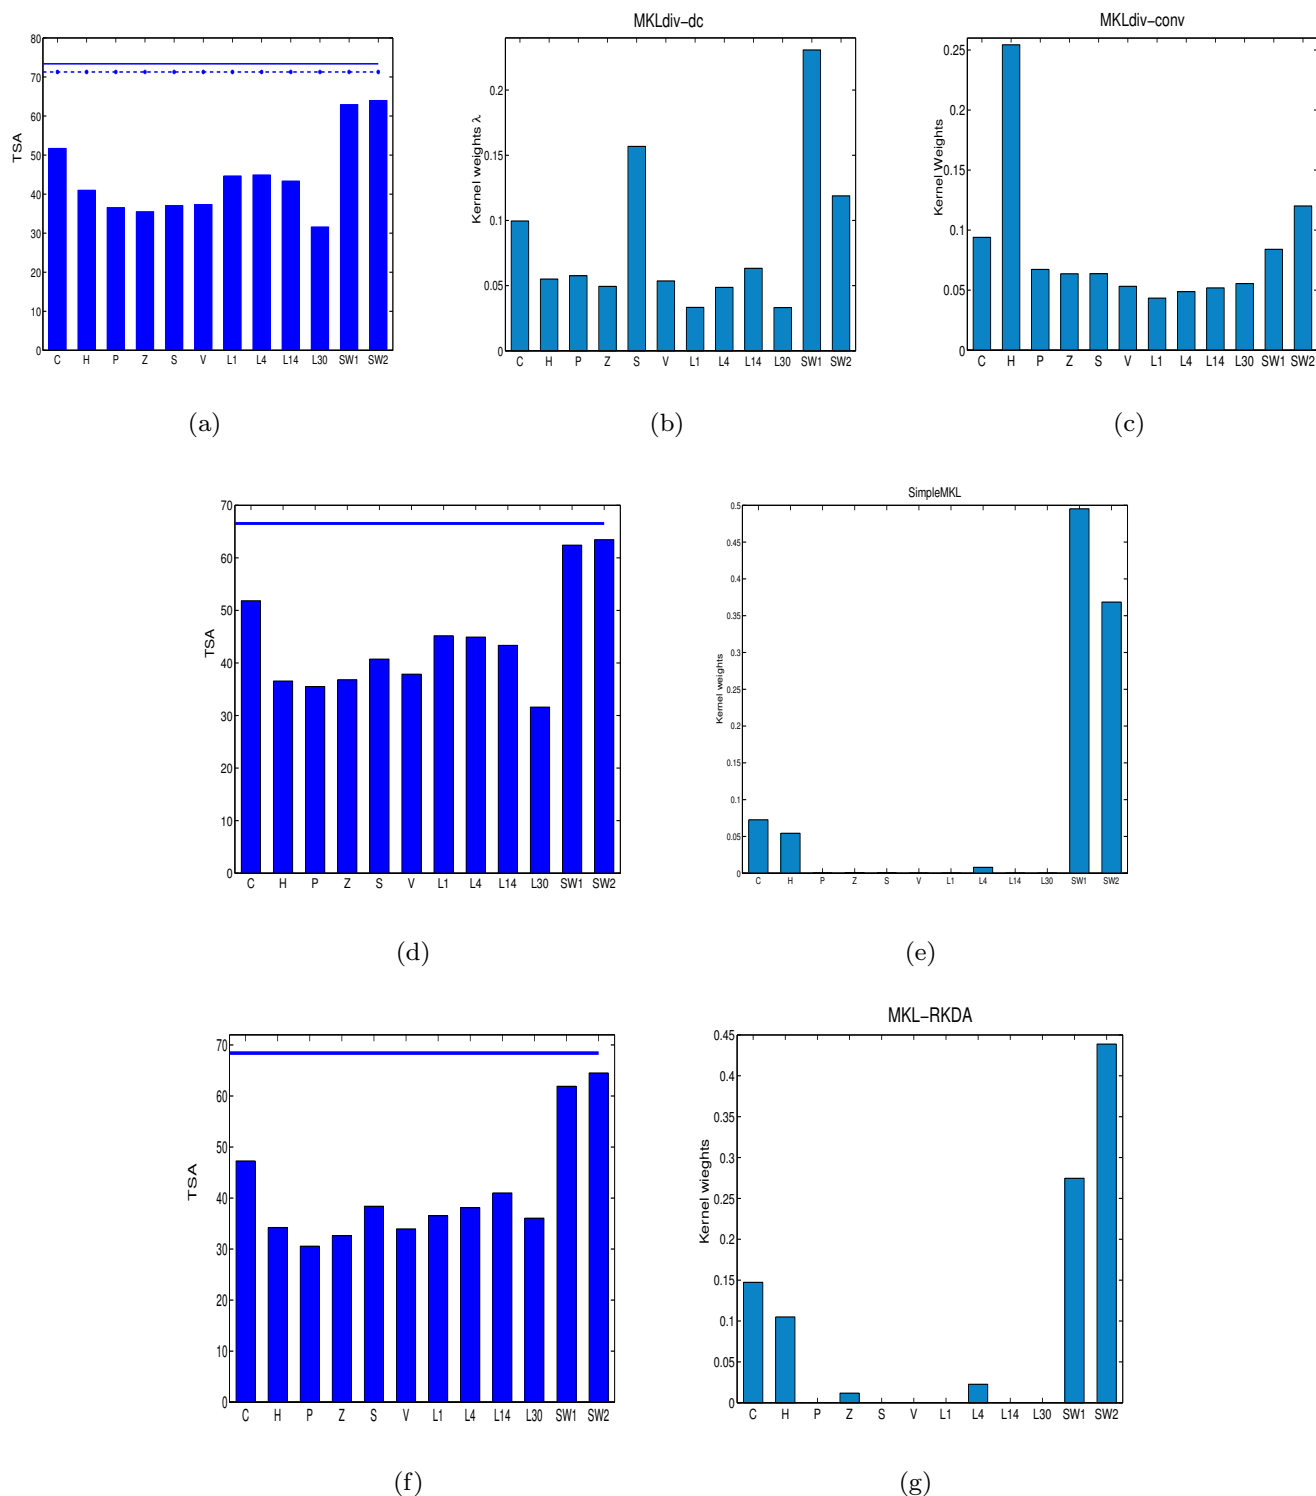 MKLdiv-dc
MKLdiv-conv
TSA
80
70
60
50
40
30
20
10
0
C H P Z S V L1 L4 L14 L30 SW1 SW2
Kernel weights λ
0.2
0.15
0.1
0.05
0
C H P Z S V L1 L4 L14 L30 SW1 SW2
Kernel Weights
0.25
0.2
0.15
0.1
0.05
0
C H P Z S V L1 L4 L14 L30 SW1 SW2
(a) (b) (c)
TSA
70
60
50
40
30
20
10
0
C H P Z S V L1 L4 L14 L30 SW1 SW2
SimpleMKL
Kernel weights
0.5
0.45
0.4
0.35
0.3
0.25
0.2
0.15
0.1
0.05
0
C H P Z S V L1 L4 L14 L30 SW1 SW2
(d) (e)
TSA
70
60
50
40
30
20
10
0
C H P Z S V L1 L4 L14 L30 SW1 SW2
MKL-RKDA
Kernel wieghts
0.45
0.4
0.35
0.3
0.25
0.2
0.15
0.1
0.05
0
C H P Z S V L1 L4 L14 L30 SW1 SW2
(f) (g)